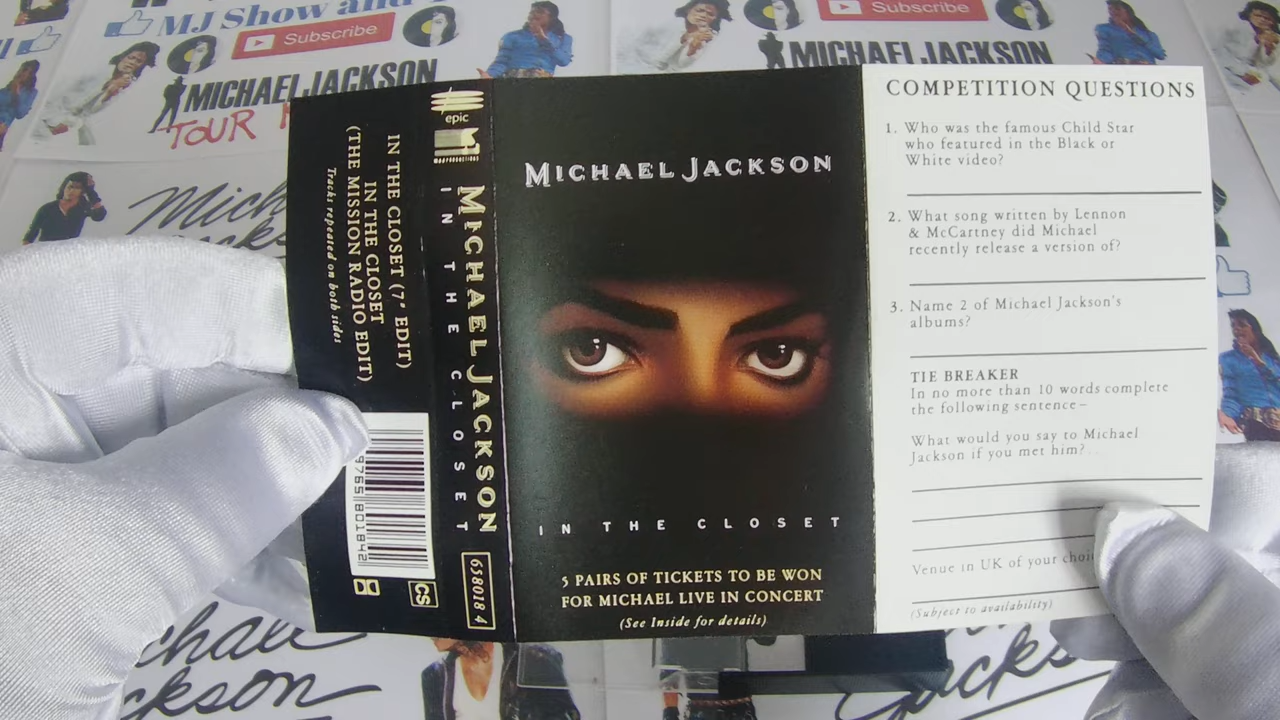 MJ Show and
Subscribe
MICHAEL JACKSON
TOUR
Subscribe
MICHAEL JACKSON
IN THE CLOSET (7" EDIT)
IN THE CLOSET
(THE MISSION RADIO EDIT)
Tracks repeated on both sides
CS
epic
MICHAEL JACKSON
IN THE CLOSET
658018 4
MICHAEL JACKSON
IN THE CLOSET
5 PAIRS OF TICKETS TO BE WON
FOR MICHAEL LIVE IN CONCERT
(See Inside for details)
COMPETITION QUESTIONS
1. Who was the famous Child Star
who featured in the Black or
White video?
2. What song written by Lennon
& McCartney did Michael
recently release a version of?
3. Name 2 of Michael Jackson's
albums?
TIE BREAKER
In no more than 10 words complete
the following sentence–
What would you say to Michael
Jackson if you met him?
Venue in UK of your
(Subject to availability)